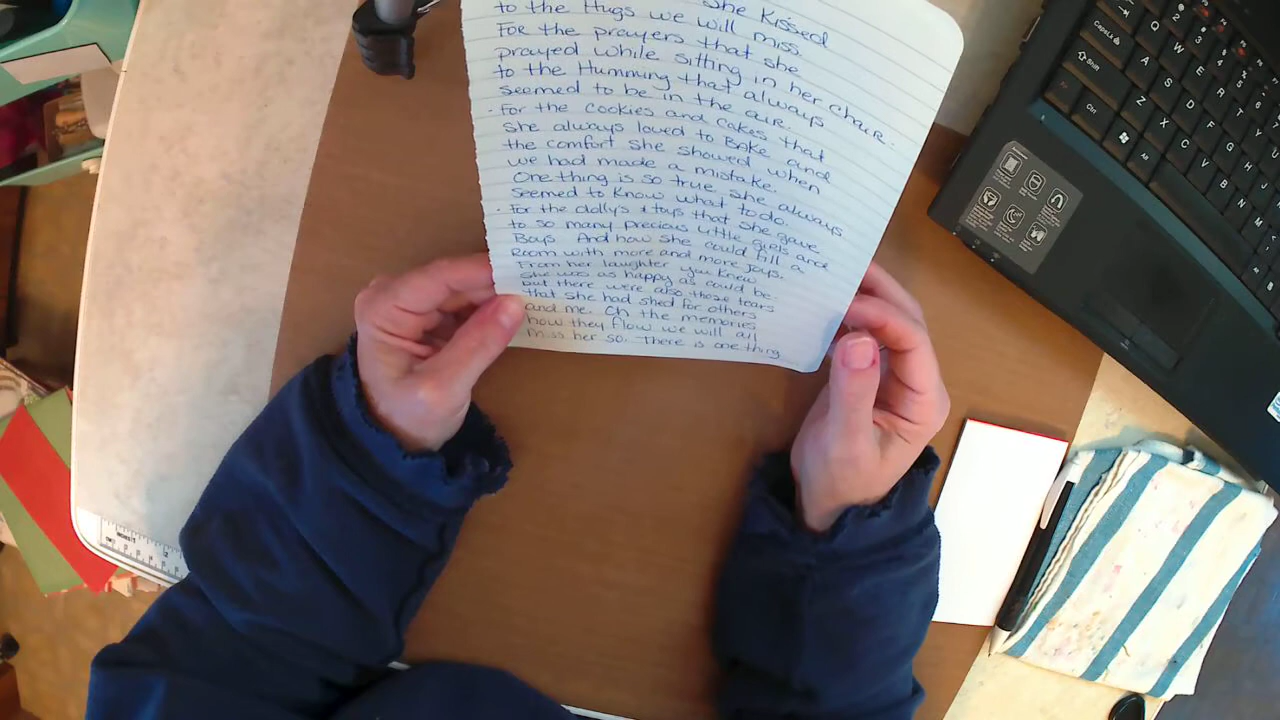 She Kissed
to the Hugs we will miss.
For the prayers that she
prayed while sitting in her chair.
to the Humming that always
seemed to be in the air.
For the cookies and cakes that
she always loved to Bake and
the comfort she showed when
we had made a mistake.
One thing is so true she always
seemed to know what to do.
For the dolly's & toys that she gave
to so many precious little girls and
Boys. And how she could fill a
Room with more and more joys.
From her laughter you knew
she was as happy as could be.
but there were also those tears
that she had shed for others
and me. Oh the memories
how they flow we will all
miss her so. There is one thing